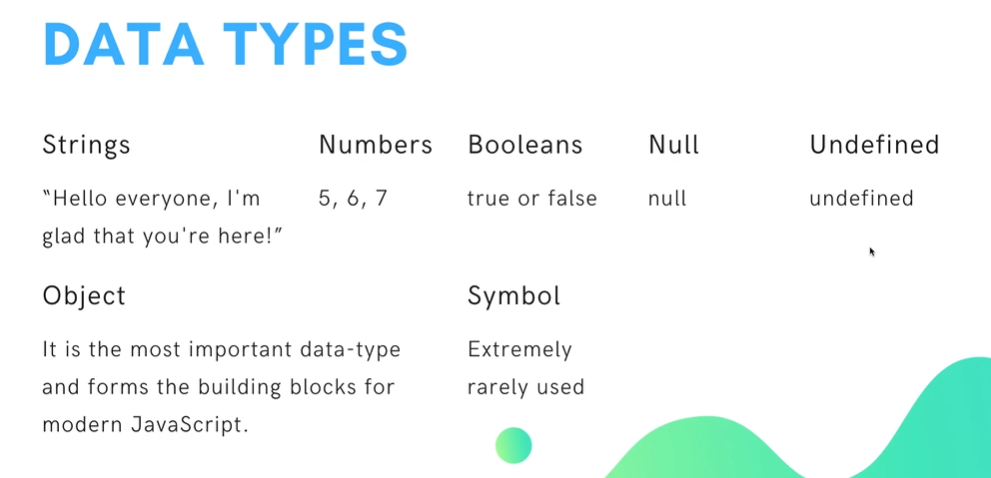 DATA TYPES
Strings
"Hello everyone, I'm
glad that you're here!"
Numbers
5, 6, 7
Booleans
true or false
Null
null
Undefined
undefined
Object
It is the most important data-type
and forms the building blocks for
modern JavaScript.
Symbol
Extremely
rarely used